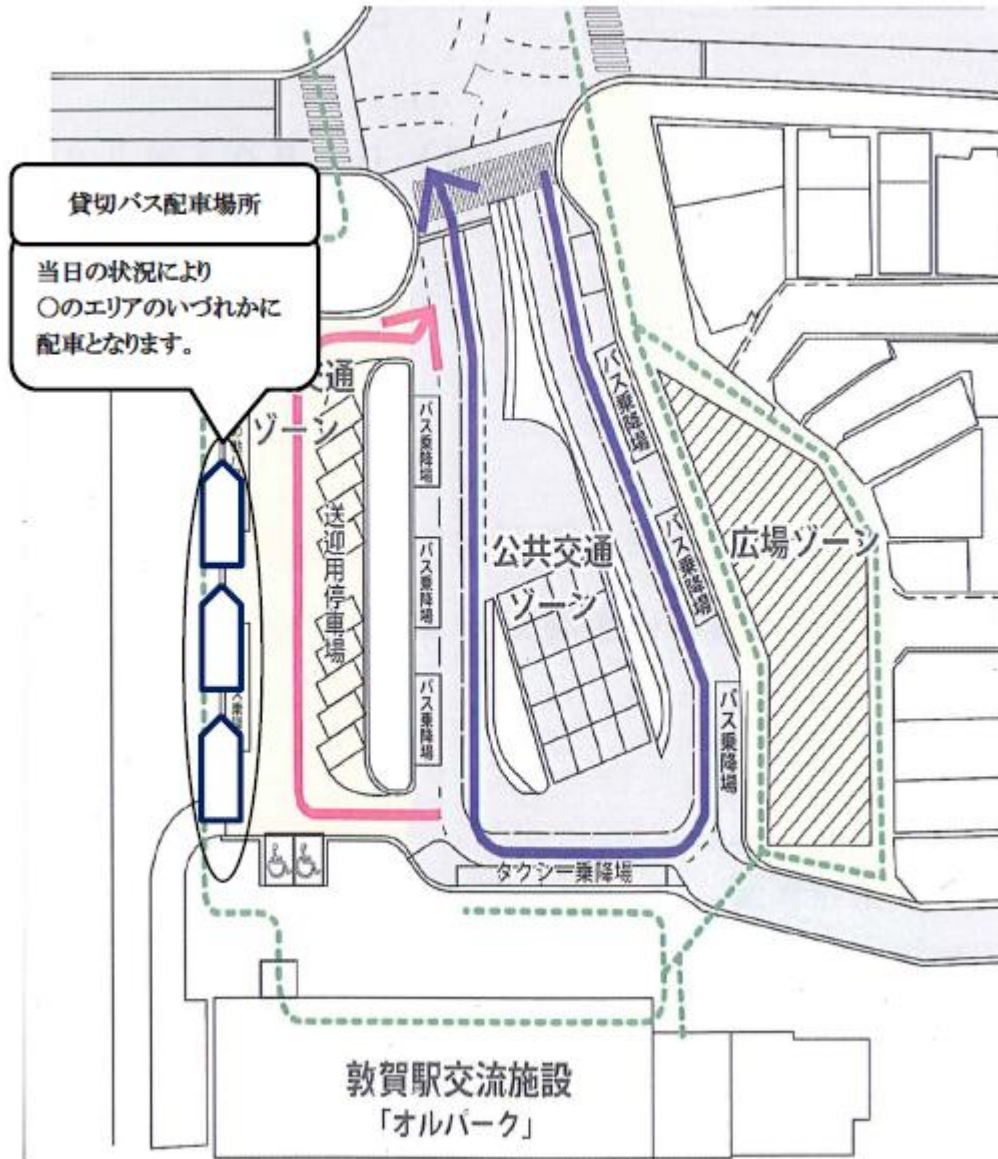 貸切バス配車場所
当日の状況により
〇のエリアのいづれかに
配車となります。
交通
ゾーン
送迎用停車場
バス乗降場
バス乗降場
バス乗降場
公共交通
ゾーン
バス乗降場
バス乗降場
バス乗降場
広場ゾーン
タクシー乗降場
敦賀駅交流施設
「オルパーク」